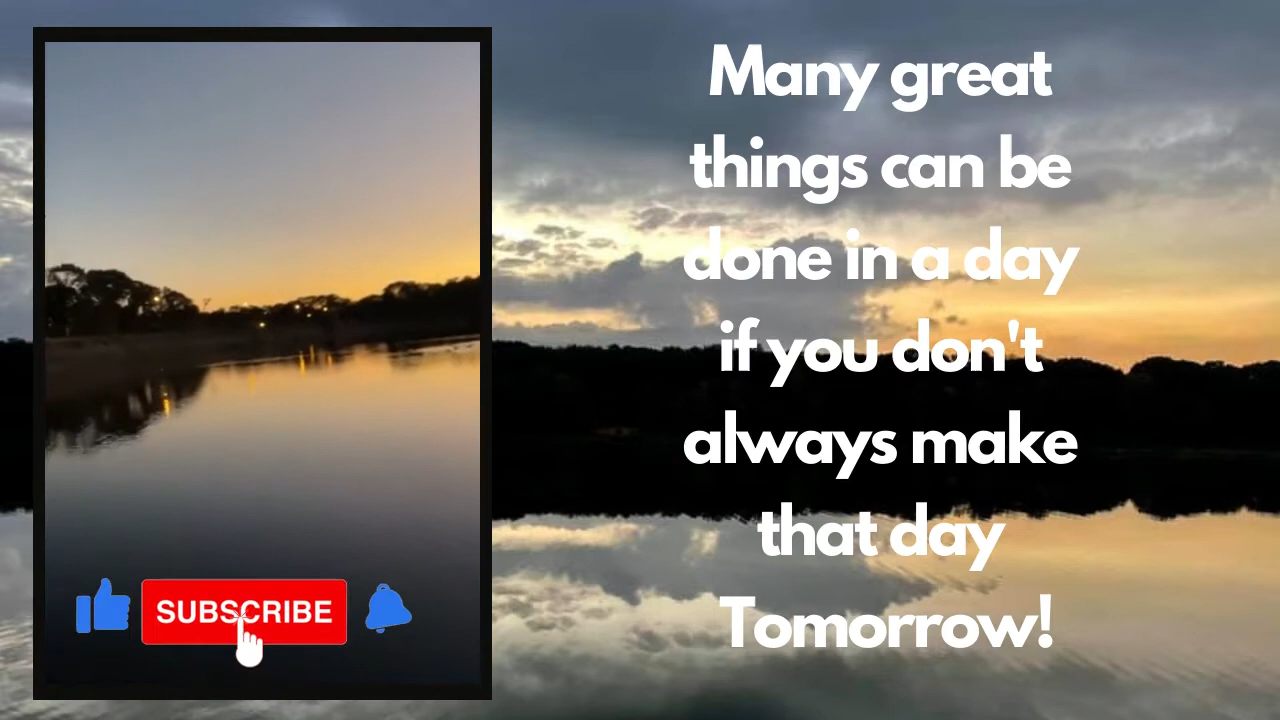 Many great
things can be
done in a day
if you don't
always make
that day
Tomorrow!
SUBSCRIBE